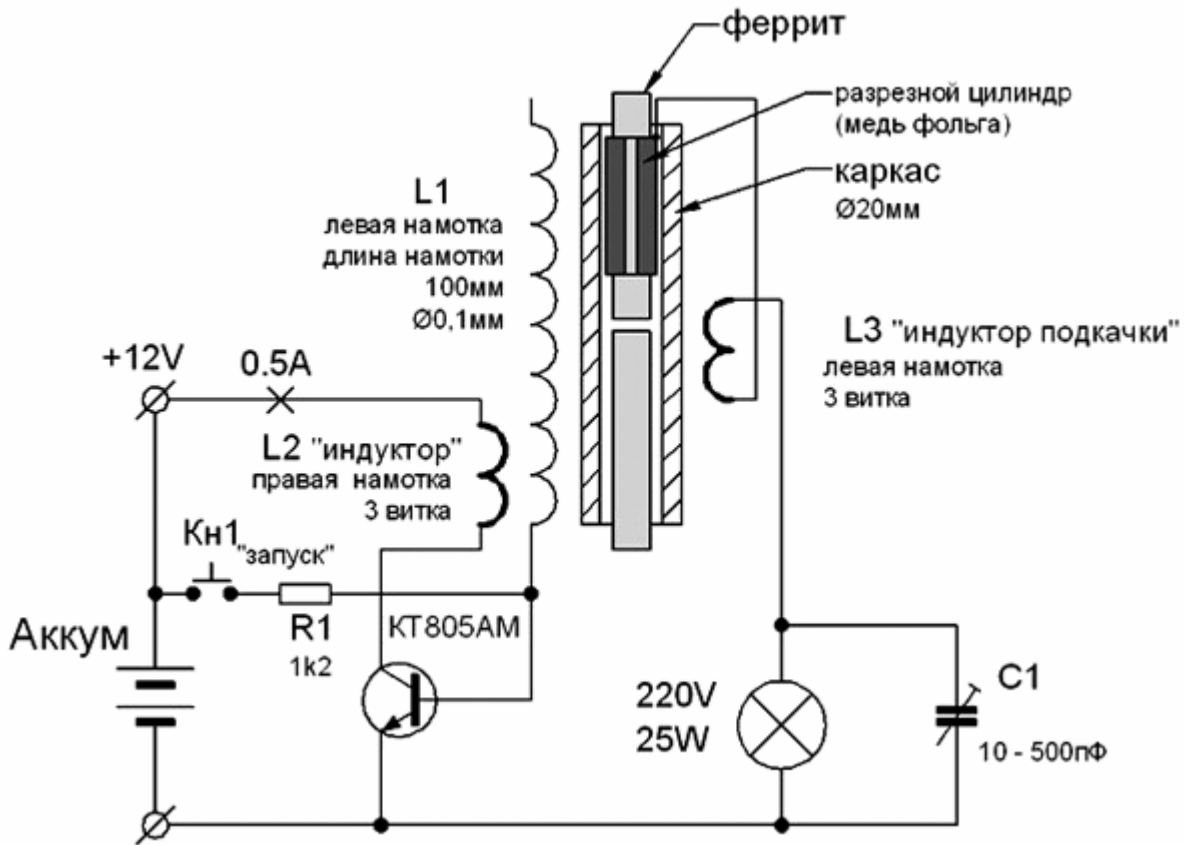 феррит
разрезной цилиндр
(медь фольга)
каркас
Ø20мм
L1
левая намотка
длина намотки
100мм
Ø0,1мм
L3 "индуктор подкачки"
левая намотка
3 витка
+12V
0.5A
L2 "индуктор"
правая намотка
3 витка
Кн1
"запуск"
R1
1k2
КТ805АМ
Аккум
220V
25W
C1
10 - 500пФ